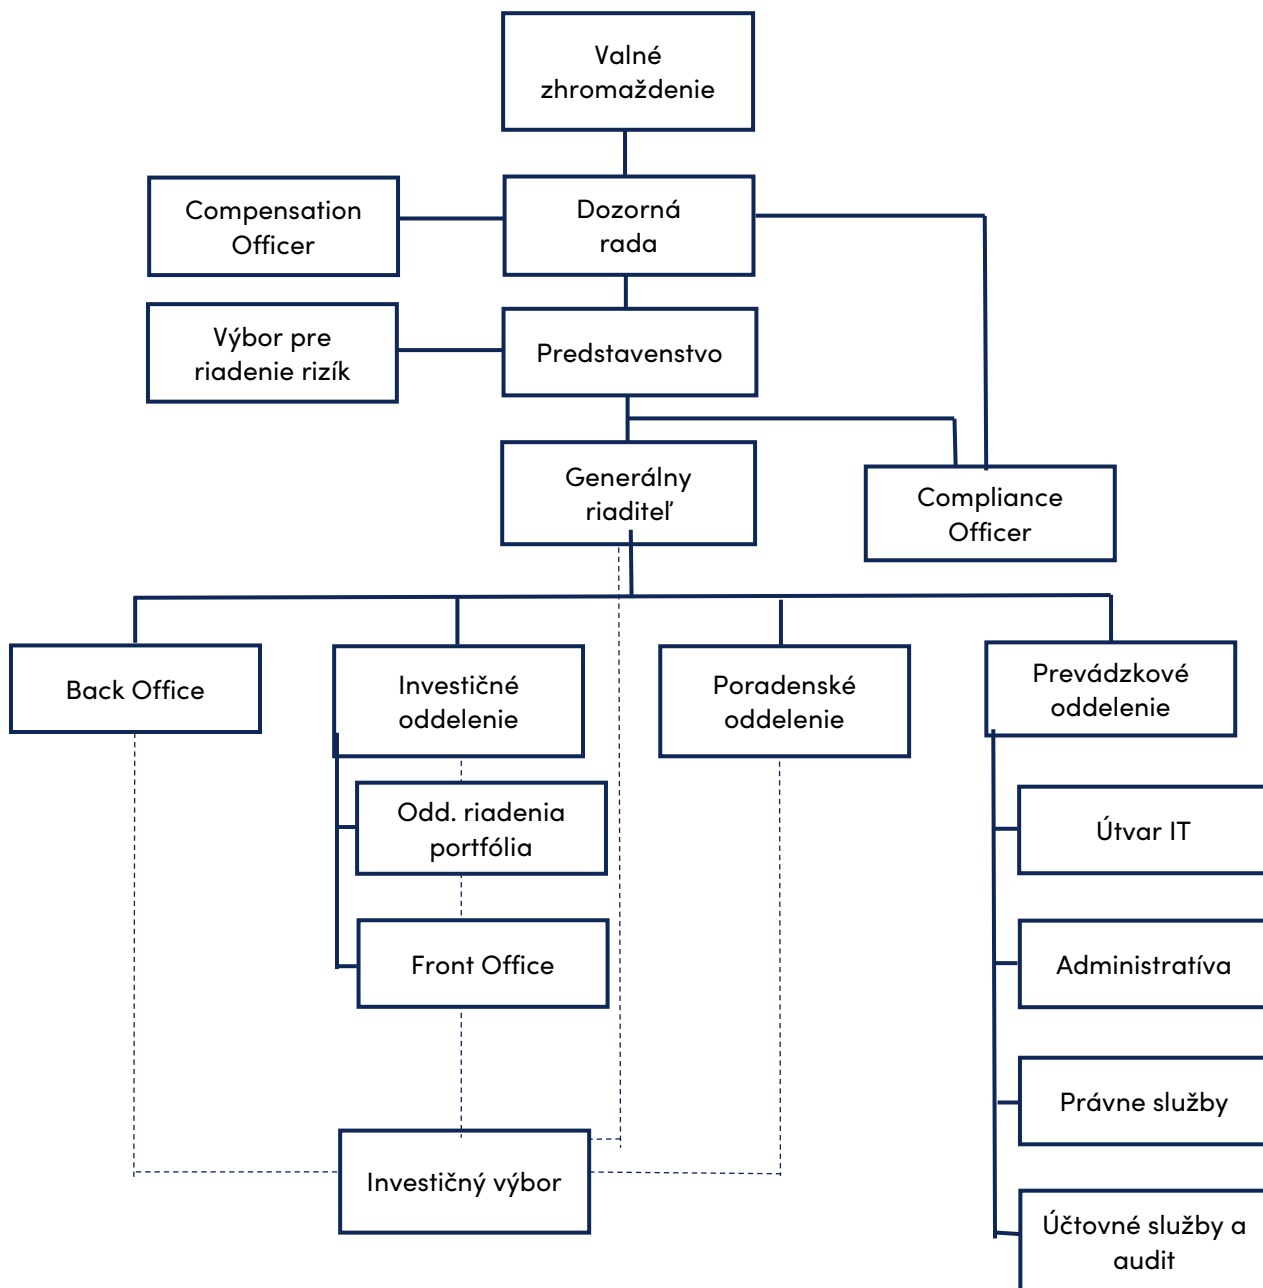 Valné
zhromaždenie
Compensation
Officer
Dozorná
rada
Výbor pre
riadenie rizík
Predstavenstvo
Generálny
riaditeľ
Compliance
Officer
Back Office
Investičné
oddelenie
Poradenské
oddelenie
Prevádzkové
oddelenie
Odd. riadenia
portfólia
Útvar IT
Front Office
Administratíva
Právne služby
Investičný výbor
Účtovné služby a
audit